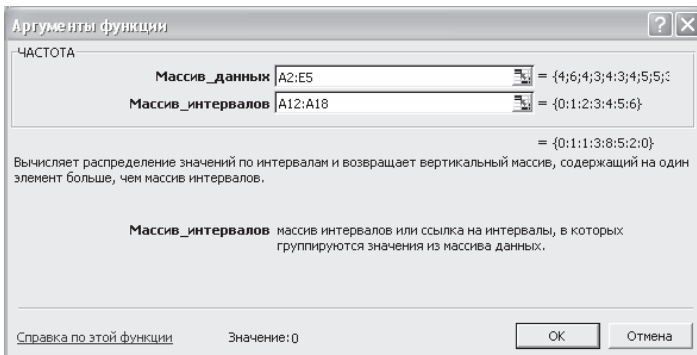 Аргументы функции
ЧАСТОТА
Массив_данных A2:E5 = {4;6;4;3;4:3;4;5;5;3
Массив_интервалов A12:A18 = {0:1:2:3:4:5:6}
= {0:1:1:3:8:5:2:0}
Вычисляет распределение значений по интервалам и возвращает вертикальный массив, содержащий на один
элемент больше, чем массив интервалов.
Массив_интервалов массив интервалов или ссылка на интервалы, в которых
группируются значения из массива данных.
Справка по этой функции Значение:0 ОК Отмена